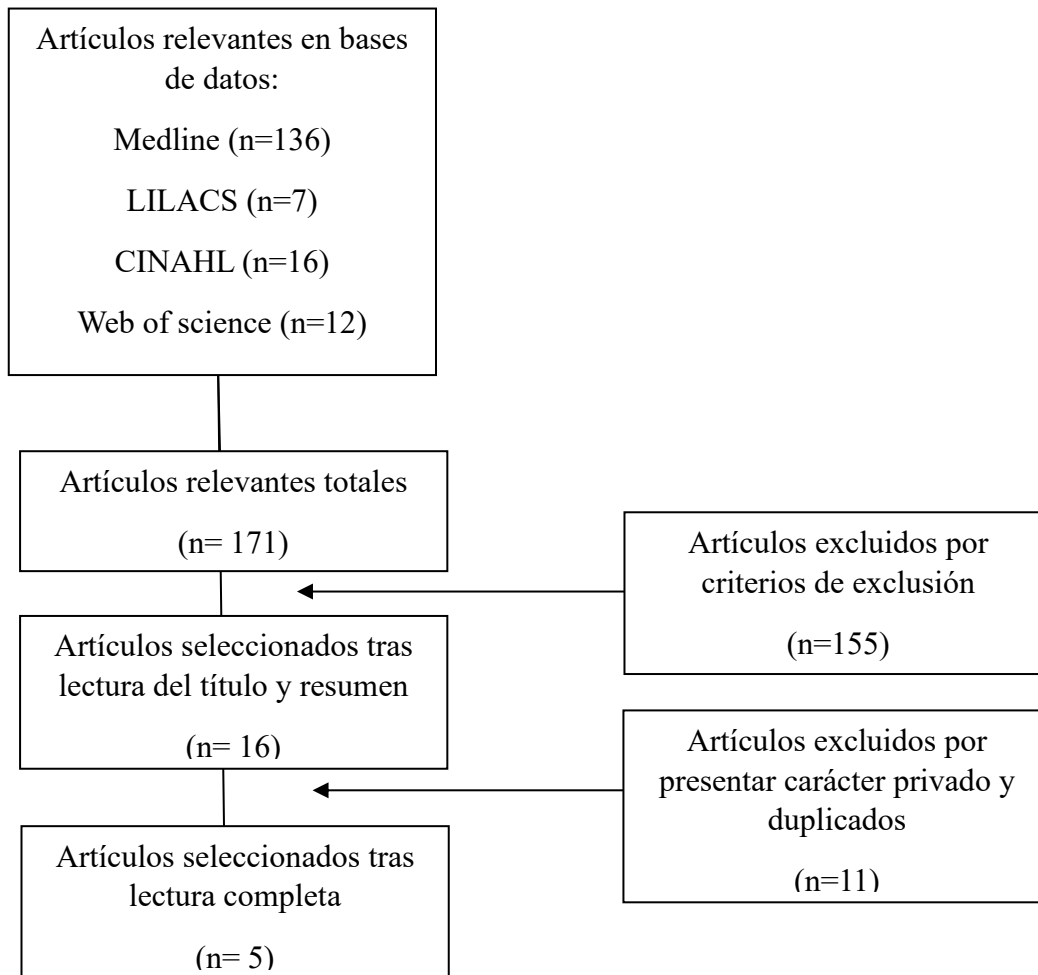 Artículos relevantes en bases
de datos:
Medline (n=136)
LILACS (n=7)
CINAHL (n=16)
Web of science (n=12)
Artículos relevantes totales
(n= 171)
Artículos excluidos por
criterios de exclusión
(n=155)
Artículos seleccionados tras
lectura del título y resumen
(n= 16)
Artículos excluidos por
presentar carácter privado y
duplicados
(n=11)
Artículos seleccionados tras
lectura completa
(n= 5)